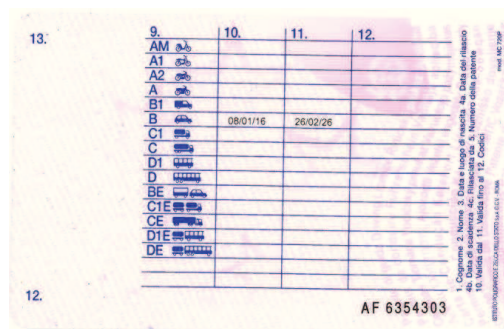 13.
9. 10. 11. 12.
AM
A1
A2
A
B1
B 08/01/16 26/02/26
C1
C
D1
D
BE
C1E
CE
D1E
DE
12.
AF 6354303
1. Cognome 2. Nome 3. Data e luogo di nascita 4a. Data del rilascio
4b. Data di scadenza 4c. Rilasciata da 5. Numero della patente
10. Valida dal 11. Valida fino al 12. Codici
mod. MC 720P